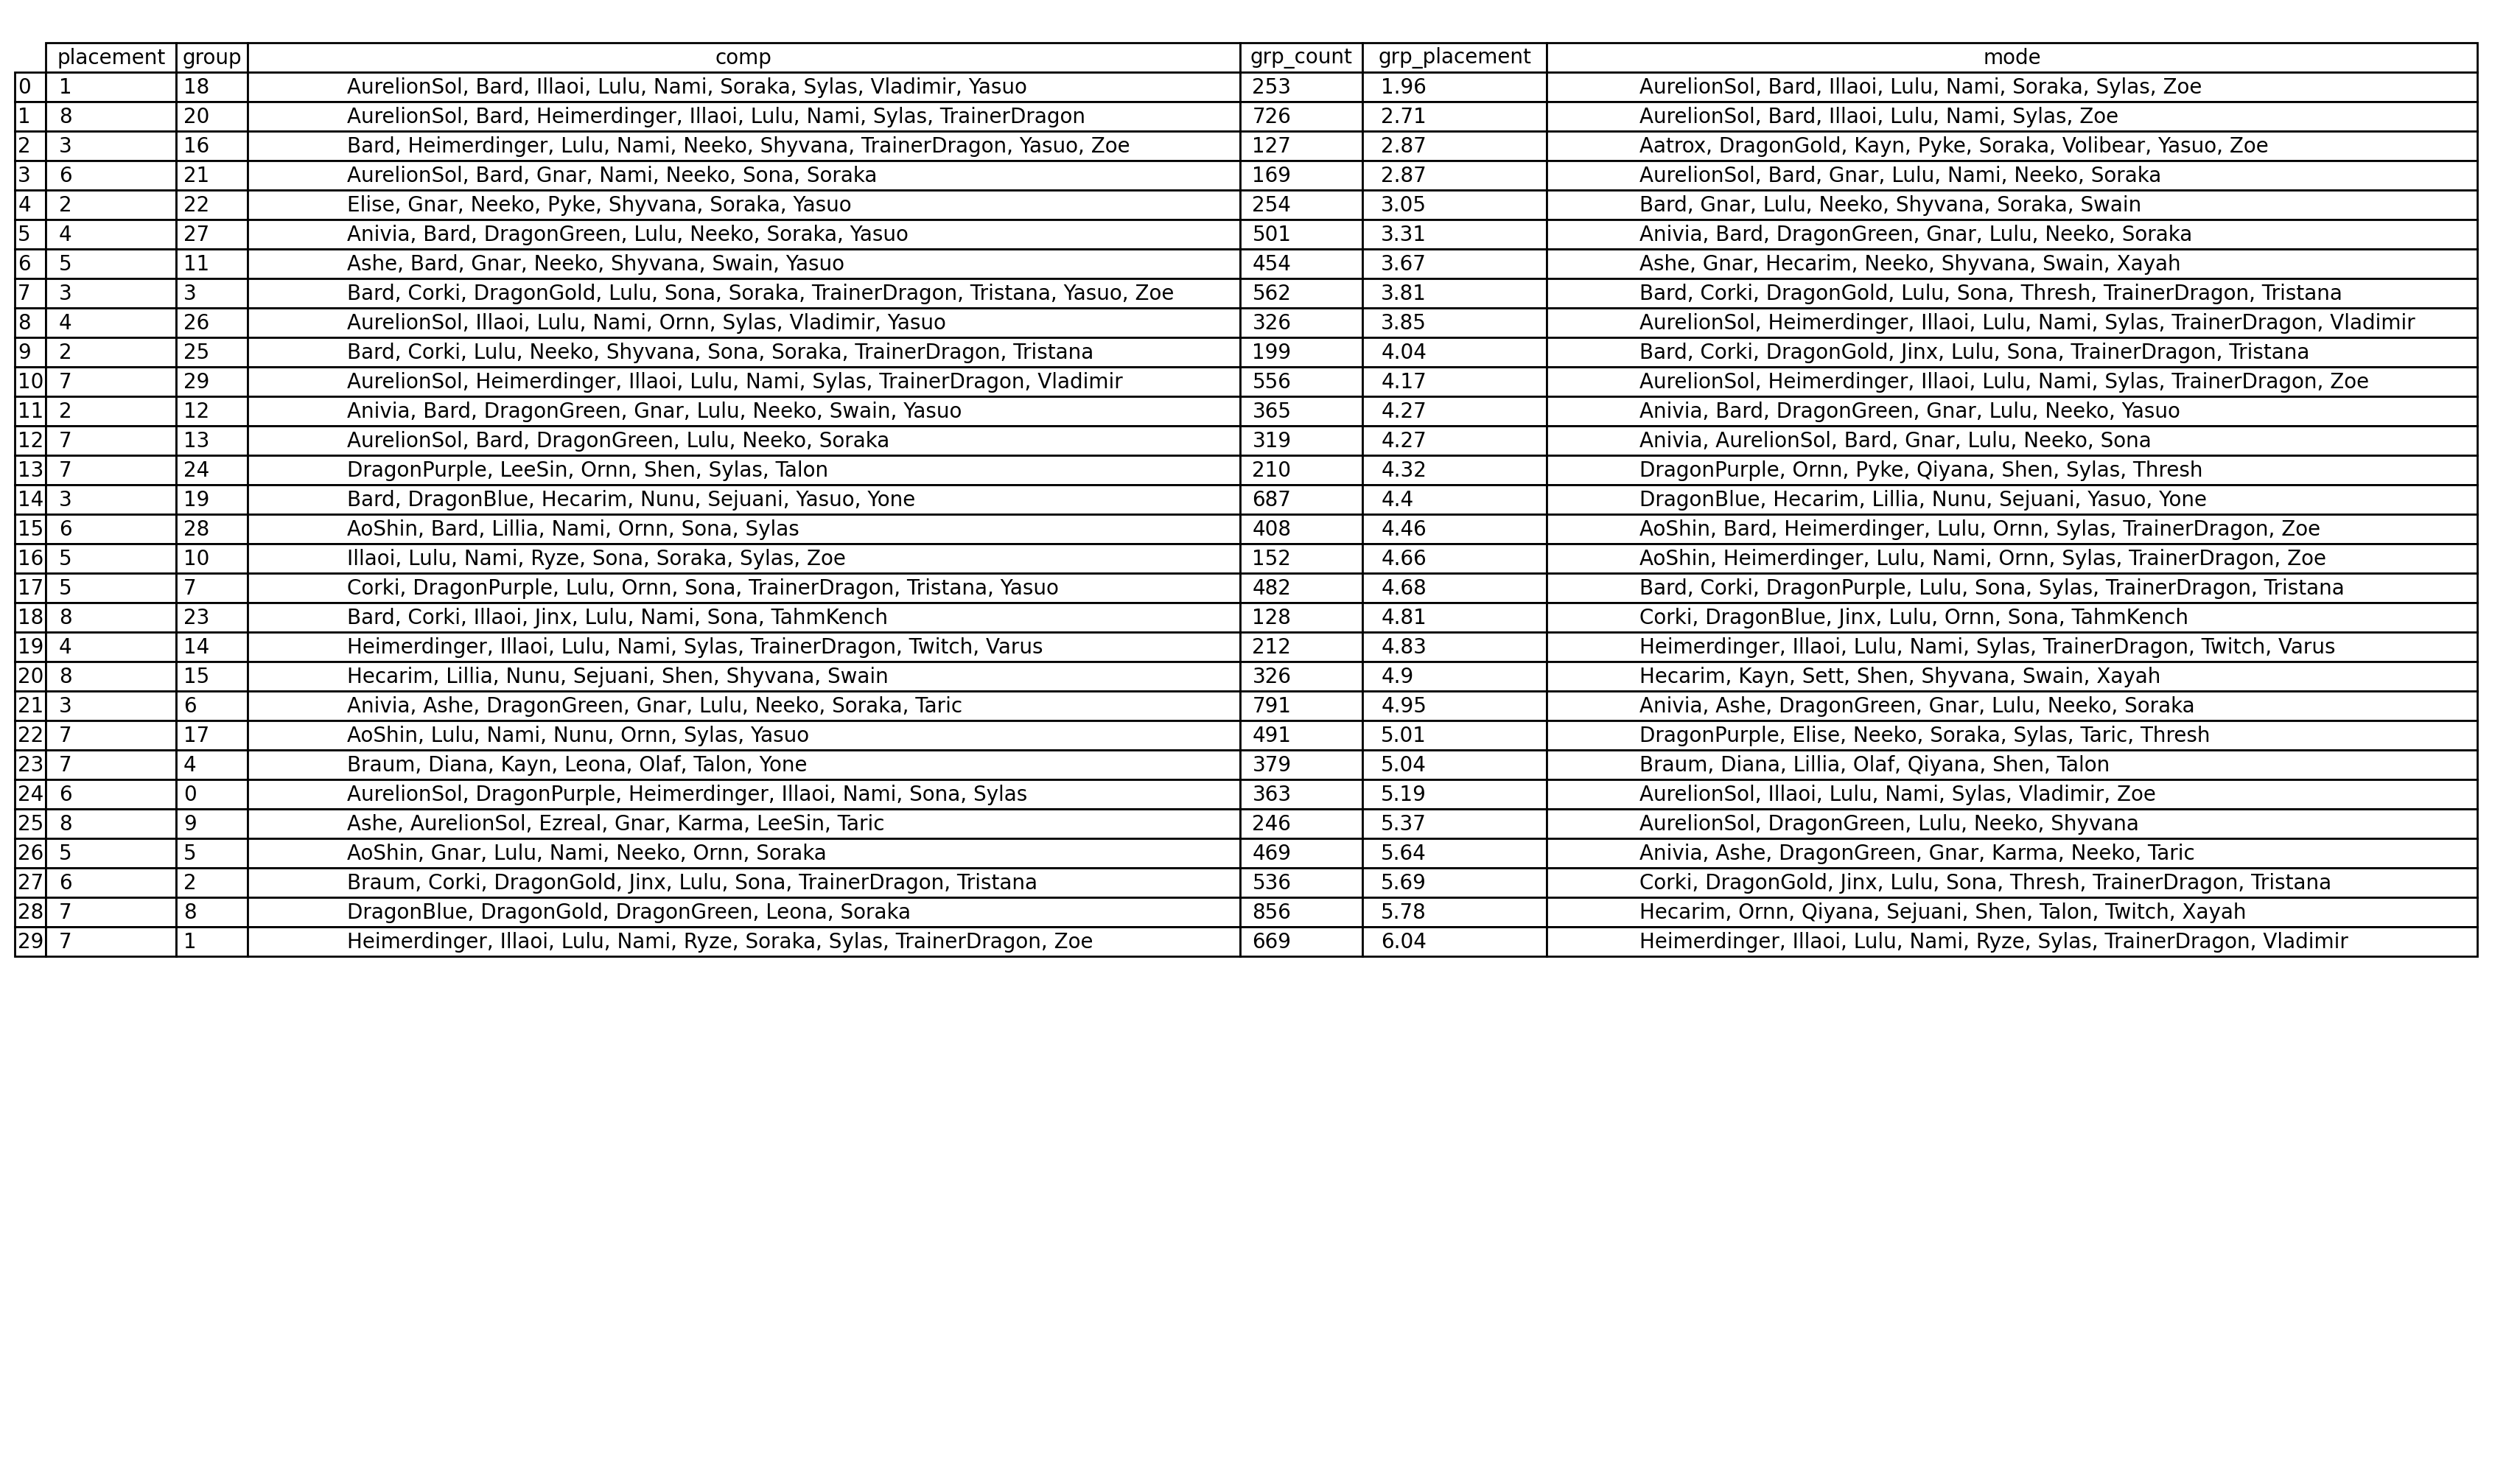 placement group comp grp_count grp_placement mode
0 1 18 AurelionSol, Bard, Illaoi, Lulu, Nami, Soraka, Sylas, Vladimir, Yasuo 253 1.96 AurelionSol, Bard, Illaoi, Lulu, Nami, Soraka, Sylas, Zoe
1 8 20 AurelionSol, Bard, Heimerdinger, Illaoi, Lulu, Nami, Sylas, TrainerDragon 726 2.71 AurelionSol, Bard, Illaoi, Lulu, Nami, Sylas, Zoe
2 3 16 Bard, Heimerdinger, Lulu, Nami, Neeko, Shyvana, TrainerDragon, Yasuo, Zoe 127 2.87 Aatrox, DragonGold, Kayn, Pyke, Soraka, Volibear, Yasuo, Zoe
3 6 21 AurelionSol, Bard, Gnar, Nami, Neeko, Sona, Soraka 169 2.87 AurelionSol, Bard, Gnar, Lulu, Nami, Neeko, Soraka
4 2 22 Elise, Gnar, Neeko, Pyke, Shyvana, Soraka, Yasuo 254 3.05 Bard, Gnar, Lulu, Neeko, Shyvana, Soraka, Swain
5 4 27 Anivia, Bard, DragonGreen, Lulu, Neeko, Soraka, Yasuo 501 3.31 Anivia, Bard, DragonGreen, Gnar, Lulu, Neeko, Soraka
6 5 11 Ashe, Bard, Gnar, Neeko, Shyvana, Swain, Yasuo 454 3.67 Ashe, Gnar, Hecarim, Neeko, Shyvana, Swain, Xayah
7 3 3 Bard, Corki, DragonGold, Lulu, Sona, Soraka, TrainerDragon, Tristana, Yasuo, Zoe 562 3.81 Bard, Corki, DragonGold, Lulu, Sona, Thresh, TrainerDragon, Tristana
8 4 26 AurelionSol, Illaoi, Lulu, Nami, Ornn, Sylas, Vladimir, Yasuo 326 3.85 AurelionSol, Heimerdinger, Illaoi, Lulu, Nami, Sylas, TrainerDragon, Vladimir
9 2 25 Bard, Corki, Lulu, Neeko, Shyvana, Sona, Soraka, TrainerDragon, Tristana 199 4.04 Bard, Corki, DragonGold, Jinx, Lulu, Sona, TrainerDragon, Tristana
10 7 29 AurelionSol, Heimerdinger, Illaoi, Lulu, Nami, Sylas, TrainerDragon, Vladimir 556 4.17 AurelionSol, Heimerdinger, Illaoi, Lulu, Nami, Sylas, TrainerDragon, Zoe
11 2 12 Anivia, Bard, DragonGreen, Gnar, Lulu, Neeko, Swain, Yasuo 365 4.27 Anivia, Bard, DragonGreen, Gnar, Lulu, Neeko, Yasuo
12 7 13 AurelionSol, Bard, DragonGreen, Lulu, Neeko, Soraka 319 4.27 Anivia, AurelionSol, Bard, Gnar, Lulu, Neeko, Sona
13 7 24 DragonPurple, LeeSin, Ornn, Shen, Sylas, Talon 210 4.32 DragonPurple, Ornn, Pyke, Qiyana, Shen, Sylas, Thresh
14 3 19 Bard, DragonBlue, Hecarim, Nunu, Sejuani, Yasuo, Yone 687 4.4 DragonBlue, Hecarim, Lillia, Nunu, Sejuani, Yasuo, Yone
15 6 28 AoShin, Bard, Lillia, Nami, Ornn, Sona, Sylas 408 4.46 AoShin, Bard, Heimerdinger, Lulu, Ornn, Sylas, TrainerDragon, Zoe
16 5 10 Illaoi, Lulu, Nami, Ryze, Sona, Soraka, Sylas, Zoe 152 4.66 AoShin, Heimerdinger, Lulu, Nami, Ornn, Sylas, TrainerDragon, Zoe
17 5 7 Corki, DragonPurple, Lulu, Ornn, Sona, TrainerDragon, Tristana, Yasuo 482 4.68 Bard, Corki, DragonPurple, Lulu, Sona, Sylas, TrainerDragon, Tristana
18 8 23 Bard, Corki, Illaoi, Jinx, Lulu, Nami, Sona, TahmKench 128 4.81 Corki, DragonBlue, Jinx, Lulu, Ornn, Sona, TahmKench
19 4 14 Heimerdinger, Illaoi, Lulu, Nami, Sylas, TrainerDragon, Twitch, Varus 212 4.83 Heimerdinger, Illaoi, Lulu, Nami, Sylas, TrainerDragon, Twitch, Varus
20 8 15 Hecarim, Lillia, Nunu, Sejuani, Shen, Shyvana, Swain 326 4.9 Hecarim, Kayn, Sett, Shen, Shyvana, Swain, Xayah
21 3 6 Anivia, Ashe, DragonGreen, Gnar, Lulu, Neeko, Soraka, Taric 791 4.95 Anivia, Ashe, DragonGreen, Gnar, Lulu, Neeko, Soraka
22 7 17 AoShin, Lulu, Nami, Nunu, Ornn, Sylas, Yasuo 491 5.01 DragonPurple, Elise, Neeko, Soraka, Sylas, Taric, Thresh
23 7 4 Braum, Diana, Kayn, Leona, Olaf, Talon, Yone 379 5.04 Braum, Diana, Lillia, Olaf, Qiyana, Shen, Talon
24 6 0 AurelionSol, DragonPurple, Heimerdinger, Illaoi, Nami, Sona, Sylas 363 5.19 AurelionSol, Illaoi, Lulu, Nami, Sylas, Vladimir, Zoe
25 8 9 Ashe, AurelionSol, Ezreal, Gnar, Karma, LeeSin, Taric 246 5.37 AurelionSol, DragonGreen, Lulu, Neeko, Shyvana
26 5 5 AoShin, Gnar, Lulu, Nami, Neeko, Ornn, Soraka 469 5.64 Anivia, Ashe, DragonGreen, Gnar, Karma, Neeko, Taric
27 6 2 Braum, Corki, DragonGold, Jinx, Lulu, Sona, TrainerDragon, Tristana 536 5.69 Corki, DragonGold, Jinx, Lulu, Sona, Thresh, TrainerDragon, Tristana
28 7 8 DragonBlue, DragonGold, DragonGreen, Leona, Soraka 856 5.78 Hecarim, Ornn, Qiyana, Sejuani, Shen, Talon, Twitch, Xayah
29 7 1 Heimerdinger, Illaoi, Lulu, Nami, Ryze, Soraka, Sylas, TrainerDragon, Zoe 669 6.04 Heimerdinger, Illaoi, Lulu, Nami, Ryze, Sylas, TrainerDragon, Vladimir